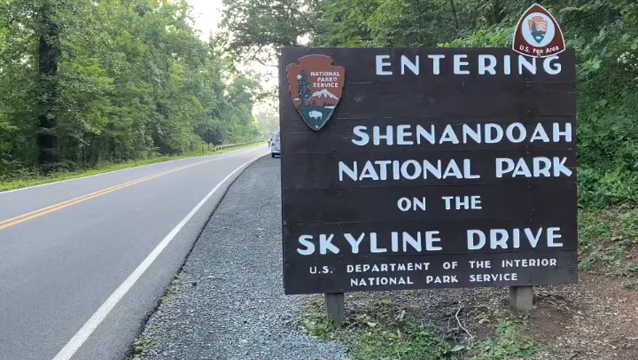 U.S. Fee Area
ENTERING
NATIONAL
PARK
SERVICE
SHENANDOAH
NATIONAL PARK
ON THE
SKYLINE DRIVE
U.S. DEPARTMENT OF THE INTERIOR
NATIONAL PARK SERVICE